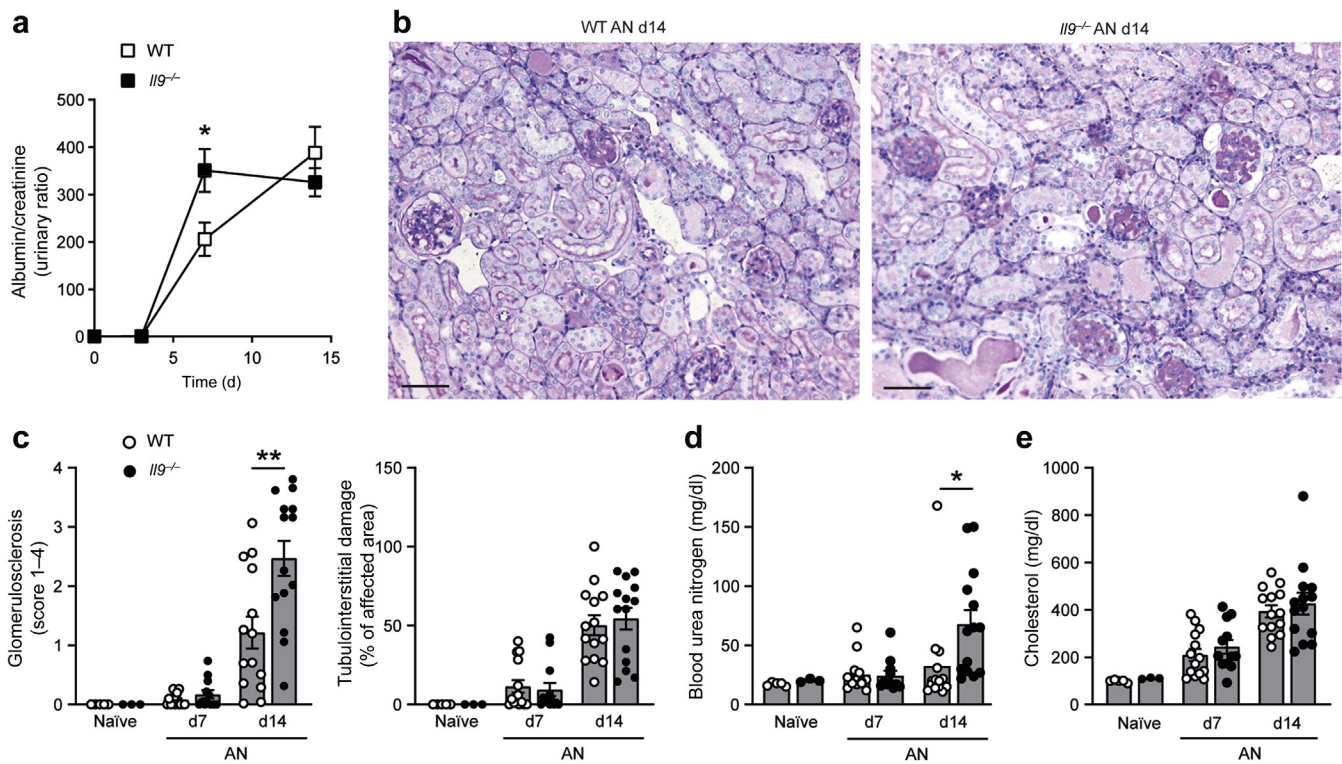 a
WT
Il9–/–
Albumin/creatinine
(urinary ratio)
500
400
300
200
100
0
*
0 5 10 15
Time (d)
b
WT AN d14
Il9–/– AN d14
c
WT
Il9–/–
Glomerulosclerosis
(score 1–4)
4
3
2
1
0
**
Naïve d7 d14
AN
Tubulointerstitial damage
(% of affected area)
150
100
50
0
Naïve d7 d14
AN
d
Blood urea nitrogen (mg/dl)
200
150
100
50
0
*
Naïve d7 d14
AN
e
Cholesterol (mg/dl)
1000
800
600
400
200
0
Naïve d7 d14
AN